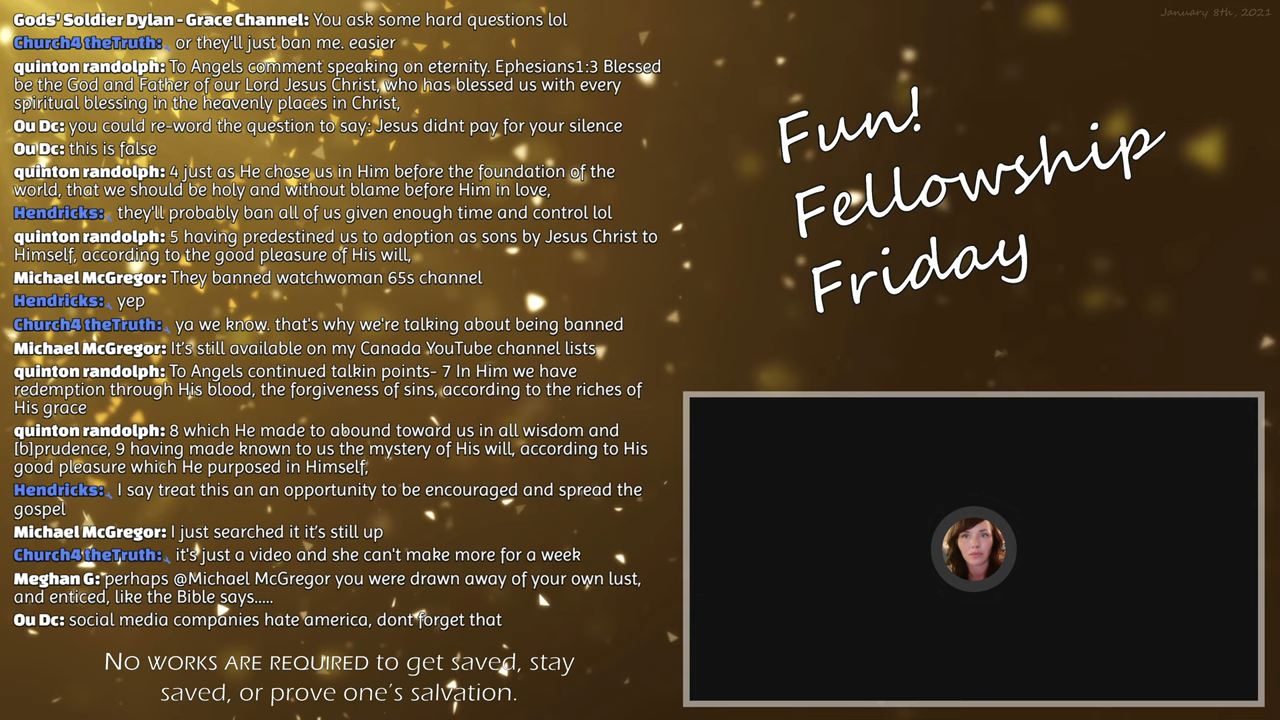 Gods' Soldier Dylan - Grace Channel: You ask some hard questions lol
Church4theTruth: or they'll just ban me. easier
quinton randolph: To Angels comment speaking on eternity. Ephesians1:3 Blessed
be the God and Father of our Lord Jesus Christ, who has blessed us with every
spiritual blessing in the heavenly places in Christ,
Ou Dc: you could re-word the question to say: Jesus didnt pay for your silence
Ou Dc: this is false
quinton randolph: 4 just as He chose us in Him before the foundation of the
world, that we should be holy and without blame before Him in love,
Hendricks: they'll probably ban all of us given enough time and control lol
quinton randolph: 5 having predestined us to adoption as sons by Jesus Christ to
Himself, according to the good pleasure of His will,
Michael McGregor: They banned watchwoman 65s channel
Hendricks: yep
Church4theTruth: ya we know. that's why we're talking about being banned
Michael McGregor: It’s still available on my Canada YouTube channel lists
quinton randolph: To Angels continued talkin points- 7 In Him we have
redemption through His blood, the forgiveness of sins, according to the riches of
His grace
quinton randolph: 8 which He made to abound toward us in all wisdom and
[b]prudence, 9 having made known to us the mystery of His will, according to His
good pleasure which He purposed in Himself,
Hendricks: I say treat this an an opportunity to be encouraged and spread the
gospel
Michael McGregor: I just searched it it’s still up
Church4theTruth: it's just a video and she can't make more for a week
Meghan G: perhaps @Michael McGregor you were drawn away of your own lust,
and enticed, like the Bible says.....
Ou Dc: social media companies hate america, dont forget that
No works are required to get saved, stay
saved, or prove one’s salvation.
January 8th, 2021
Fun!
Fellowship
Friday